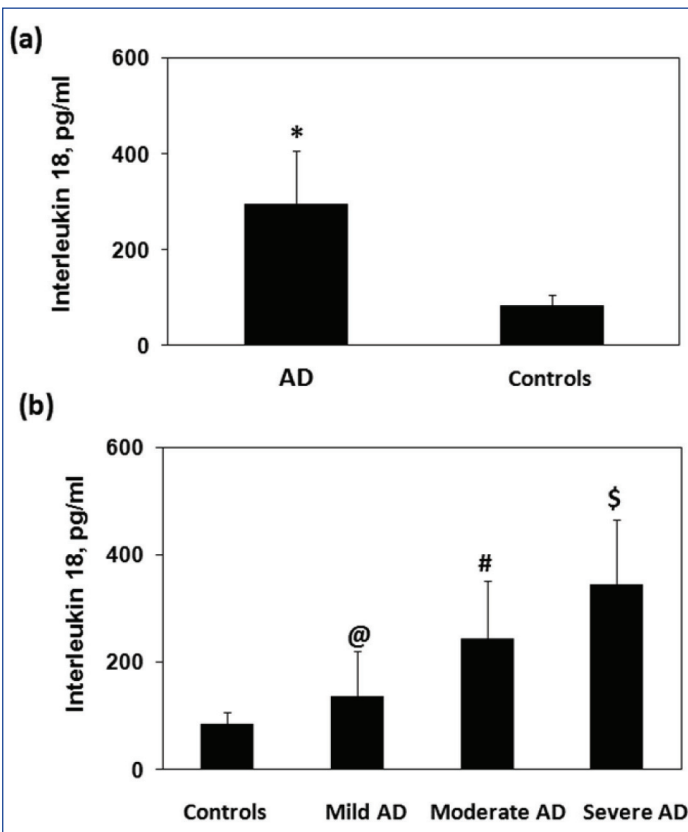 (a)
Interleukin 18, pg/ml
600
400
200
0
*
AD
Controls
(b)
Interleukin 18, pg/ml
600
400
200
0
@
#
$
Controls
Mild AD
Moderate AD
Severe AD